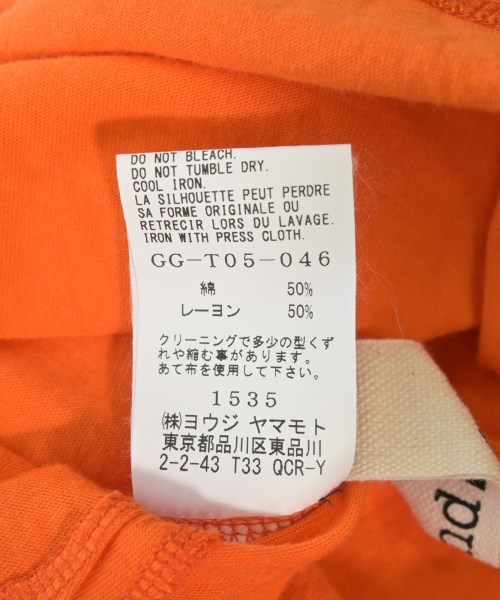 DO NOT BLEACH.
DO NOT TUMBLE DRY.
COOL IRON.
LA SILHOUETTE PEUT PERDRE
SA FORME ORIGINALE OU
RETRECIR LORS DU LAVAGE.
IRON WITH PRESS CLOTH.
GG-T05-046
綿 50%
レーヨン 50%
クリーニングで多少の型くず
れや縮む事があります。
あて布を使用して下さい。
1535
㈱ヨウジ ヤマモト
東京都品川区東品川
2-2-43 T33 QCR-Y
nd